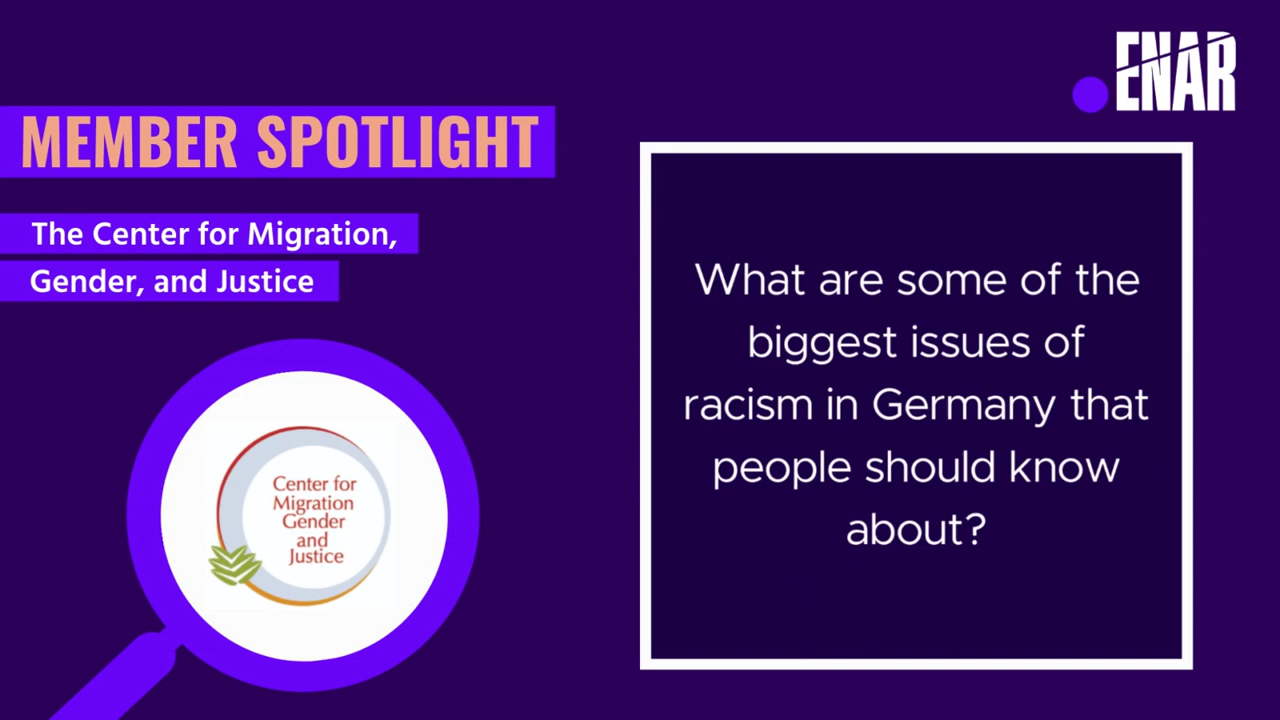 ENAR
MEMBER SPOTLIGHT
The Center for Migration,
Gender, and Justice
Center for
Migration
Gender
and
Justice
What are some of the
biggest issues of
racism in Germany that
people should know
about?